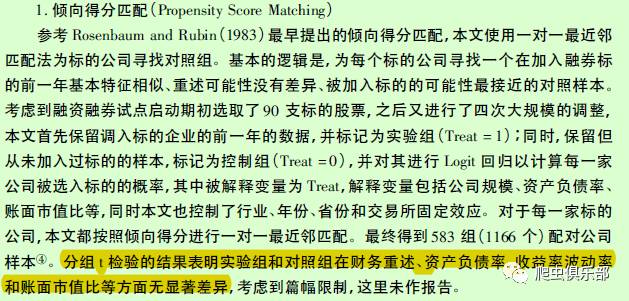 1. 倾向得分匹配(Propensity Score Matching)
参考 Rosenbaum and Rubin(1983)最早提出的倾向得分匹配,本文使用一对一最近邻
匹配法为标的公司寻找对照组。基本的逻辑是,为每个标的公司寻找一个在加入融券标
的前一年基本特征相似、重述可能性没有差异、被加入标的的可能性最接近的对照样本。
考虑到融资融券试点启动期初选取了 90 支标的股票,之后又进行了四次大规模的调整,
本文首先保留调入标的企业的前一年的数据,并标记为实验组(Treat = 1);同时,保留但
从未加入过标的的样本,标记为控制组(Treat =0),并对其进行 Logit 回归以计算每一家
公司被选入标的的概率,其中被解释变量为 Treat,解释变量包括公司规模、资产负债率、
账面市值比等,同时本文也控制了行业、年份、省份和交易所固定效应。对于每一家标的
公司,本文都按照倾向得分进行一对一最近邻匹配。最终得到 583 组(1166 个)配对公司
样本④。分组 t 检验的结果表明实验组和对照组在财务重述、资产负债率、收益率波动率
和账面市值比等方面无显著差异,考虑到篇幅限制,这里未作报告。
爬虫俱乐部